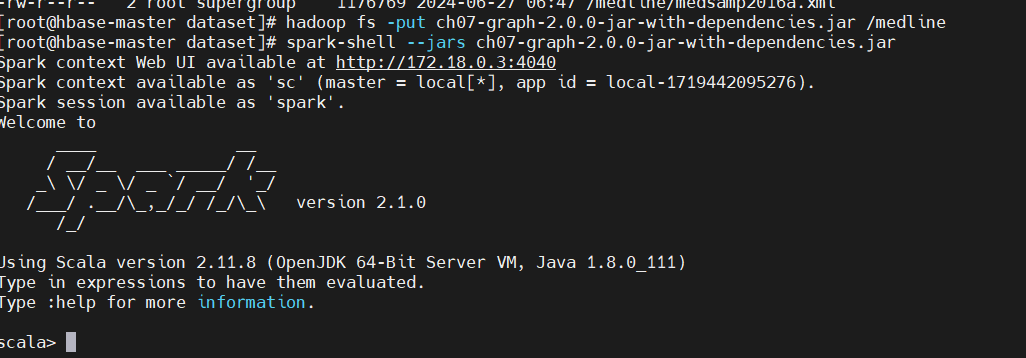 -rw-r--r--   2 root supergroup    1176769 2024-06-27 06:47 /medline/medsamp2016a.xml
[root@hbase-master dataset]# hadoop fs -put ch07-graph-2.0.0-jar-with-dependencies.jar /medline
[root@hbase-master dataset]# spark-shell --jars ch07-graph-2.0.0-jar-with-dependencies.jar
Spark context Web UI available at http://172.18.0.3:4040
Spark context available as 'sc' (master = local[*], app id = local-1719442095276).
Spark session available as 'spark'.
Welcome to
      ____              __
     / __/__  ___ _____/ /__
    _\ \/ _ \/ _ `/ __/  '_/
   /___/ .__/\_,_/_/ /_/\_\   version 2.1.0
      /_/
Using Scala version 2.11.8 (OpenJDK 64-Bit Server VM, Java 1.8.0_111)
Type in expressions to have them evaluated.
Type :help for more information.
scala>